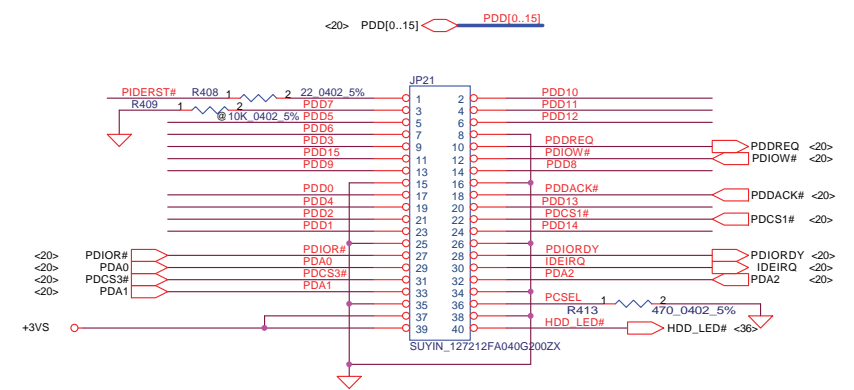 <20> PDD[0..15] PDD[0..15]
JP21
PIDERST# R408 1 2 22_0402_5% 1 2 PDD10
R409 1 2 PDD7 3 4 PDD11
@10K_0402_5% PDD5 5 6 PDD12
PDD6 7 8
PDD3 9 10 PDDREQ PDDREQ <20>
PDD15 11 12 PDIOW# PDIOW# <20>
PDD9 13 14 PDD8
15 16
PDD0 17 18 PDDACK# PDDACK# <20>
PDD4 19 20 PDD13
PDD2 21 22 PDCS1# PDCS1# <20>
PDD1 23 24 PDD14
25 26
<20> PDIOR# PDIOR# 27 28 PDIORDY PDIORDY <20>
<20> PDA0 PDA0 29 30 IDEIRQ IDEIRQ <20>
<20> PDCS3# PDCS3# 31 32 PDA2 PDA2 <20>
<20> PDA1 PDA1 33 34
35 36 PCSEL 1 2
R413 470_0402_5%
37 38
+3VS 39 40 HDD_LED# HDD_LED# <36>
SUYIN_127212FA040G200ZX